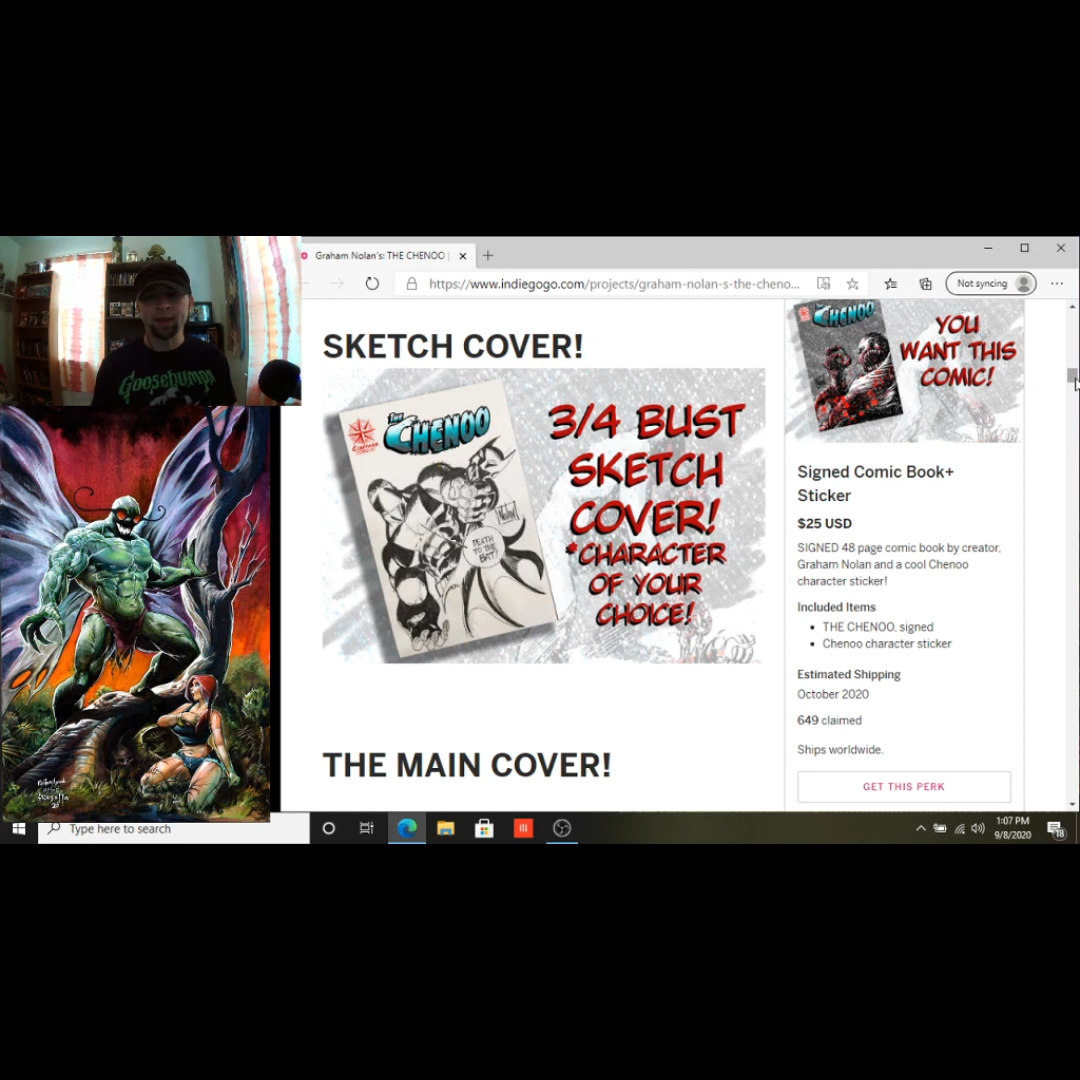 Graham Nolan's: THE CHENOO |
https://www.indiegogo.com/projects/graham-nolan-s-the-cheno...
Not syncing
Goosebumps
SKETCH COVER!
THE
CHENOO
DEATH
TO THE
BAT!
Nolan
3/4 BUST
SKETCH
COVER!
*CHARACTER
OF YOUR
CHOICE!
THE MAIN COVER!
CHENOO
YOU
WANT THIS
COMIC!
Signed Comic Book+
Sticker
$25 USD
SIGNED 48 page comic book by creator,
Graham Nolan and a cool Chenoo
character sticker!
Included Items
• THE CHENOO, signed
• Chenoo character sticker
Estimated Shipping
October 2020
649 claimed
Ships worldwide.
GET THIS PERK
Type here to search
1:07 PM
9/8/2020
18